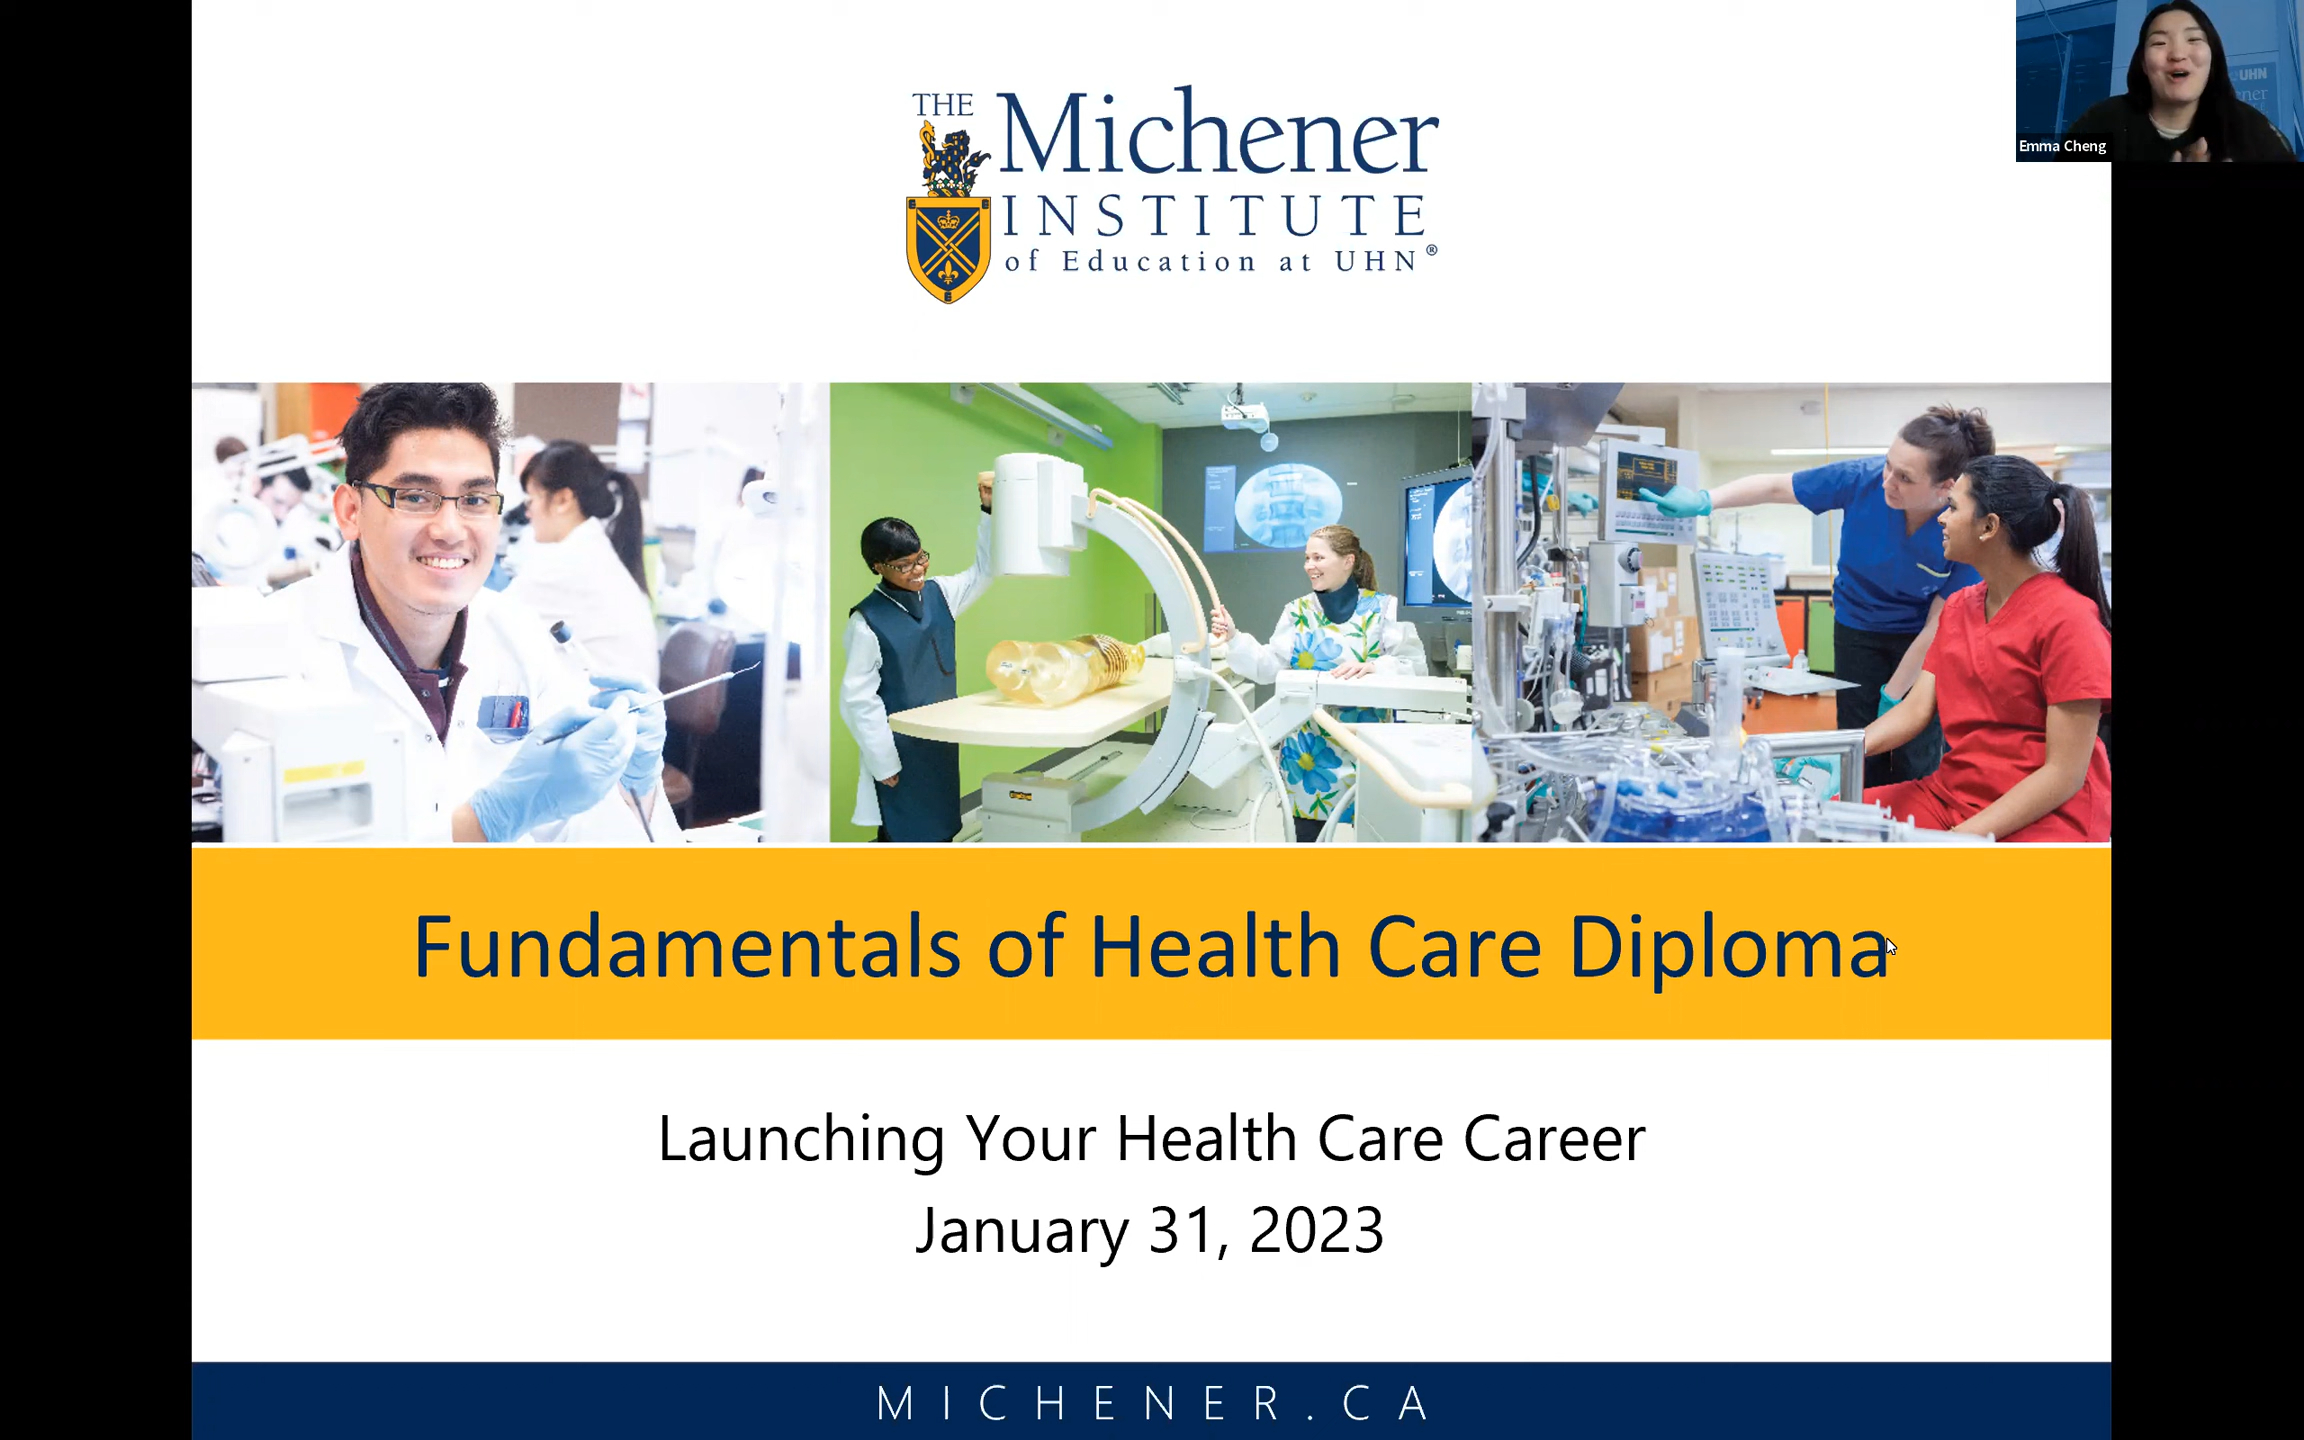 THE
Michener
INSTITUTE
of Education at UHN®
UHN
Emma Cheng
Fundamentals of Health Care Diploma
Launching Your Health Care Career
January 31, 2023
MICHENER.CA